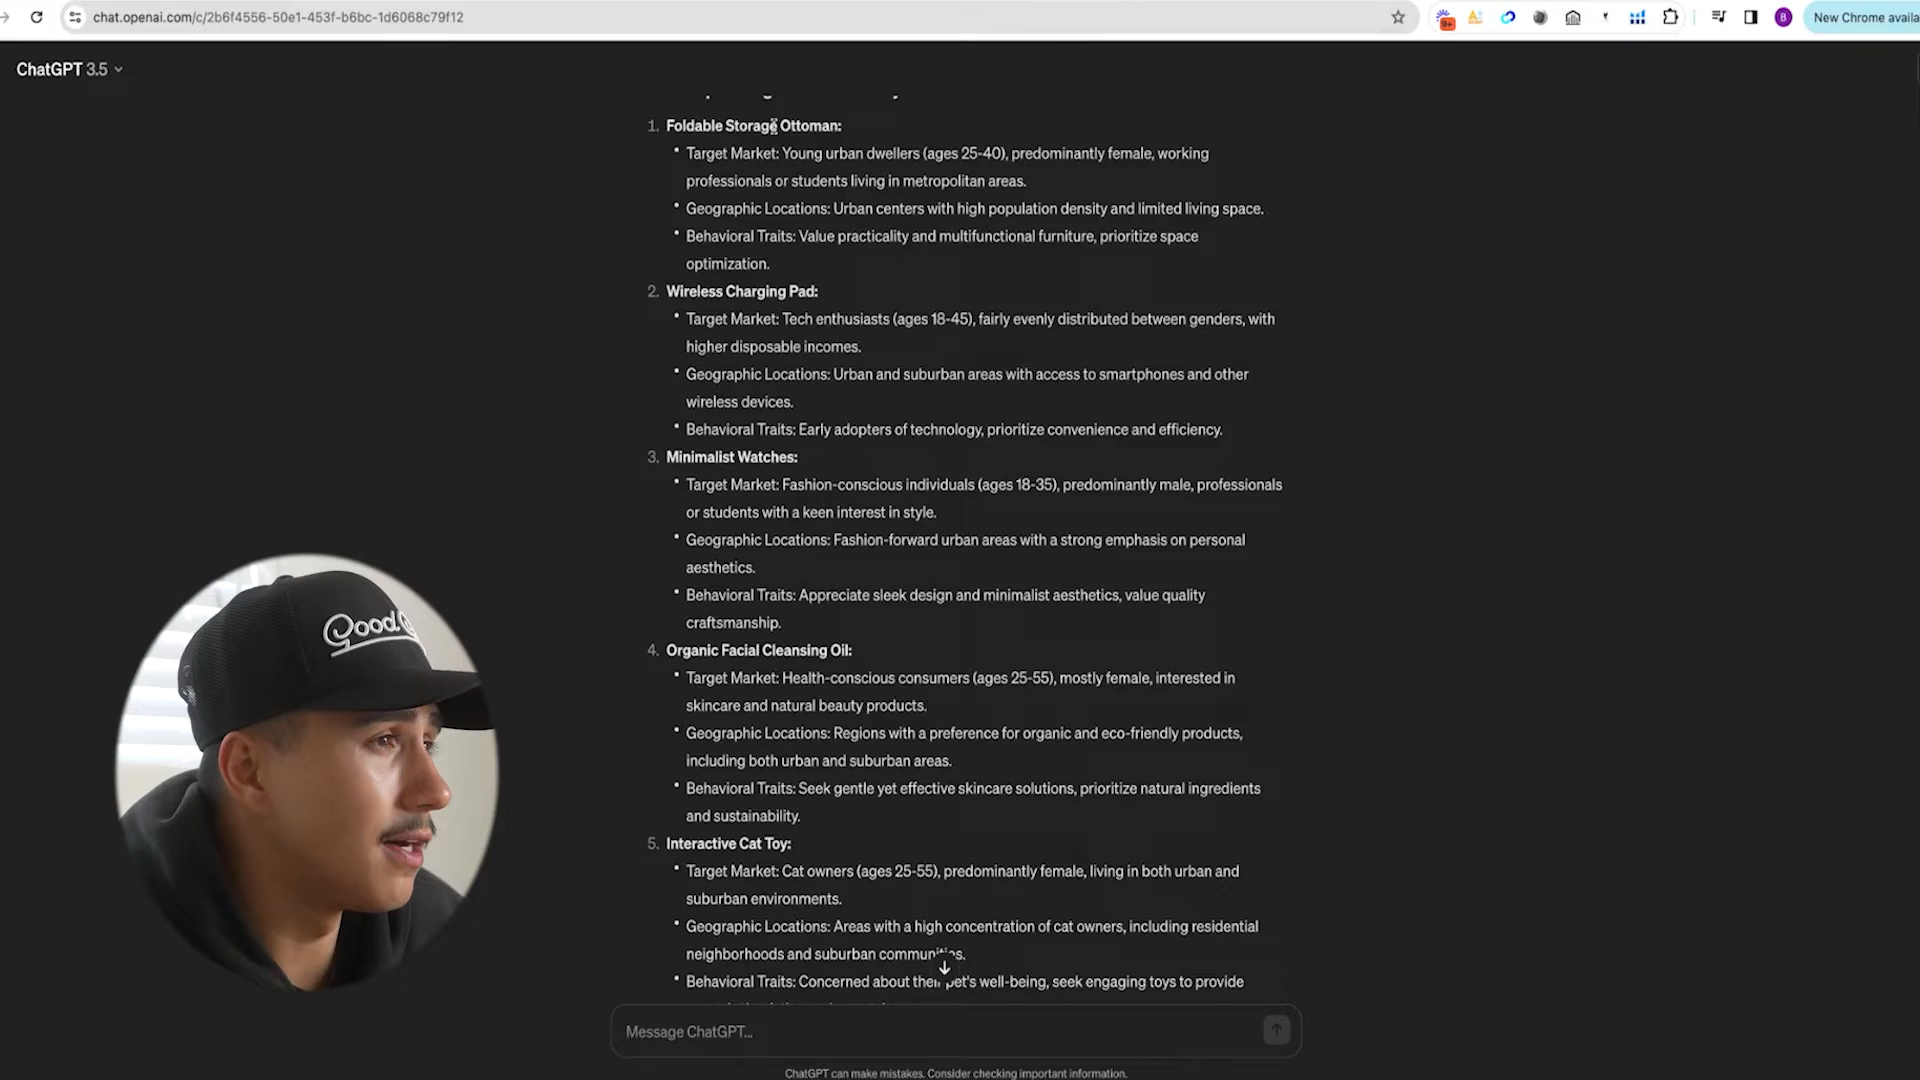 chat.openai.com/c/2b6f4556-50e1-453f-b6bc-1d6068c79f12
9+
B
New Chrome availa
ChatGPT 3.5
1. Foldable Storage Ottoman:
• Target Market: Young urban dwellers (ages 25-40), predominantly female, working
professionals or students living in metropolitan areas.
• Geographic Locations: Urban centers with high population density and limited living space.
• Behavioral Traits: Value practicality and multifunctional furniture, prioritize space
optimization.
2. Wireless Charging Pad:
• Target Market: Tech enthusiasts (ages 18-45), fairly evenly distributed between genders, with
higher disposable incomes.
• Geographic Locations: Urban and suburban areas with access to smartphones and other
wireless devices.
• Behavioral Traits: Early adopters of technology, prioritize convenience and efficiency.
3. Minimalist Watches:
• Target Market: Fashion-conscious individuals (ages 18-35), predominantly male, professionals
or students with a keen interest in style.
• Geographic Locations: Fashion-forward urban areas with a strong emphasis on personal
aesthetics.
• Behavioral Traits: Appreciate sleek design and minimalist aesthetics, value quality
craftsmanship.
4. Organic Facial Cleansing Oil:
• Target Market: Health-conscious consumers (ages 25-55), mostly female, interested in
skincare and natural beauty products.
• Geographic Locations: Regions with a preference for organic and eco-friendly products,
including both urban and suburban areas.
• Behavioral Traits: Seek gentle yet effective skincare solutions, prioritize natural ingredients
and sustainability.
5. Interactive Cat Toy:
• Target Market: Cat owners (ages 25-55), predominantly female, living in both urban and
suburban environments.
• Geographic Locations: Areas with a high concentration of cat owners, including residential
neighborhoods and suburban communities.
• Behavioral Traits: Concerned about their pet's well-being, seek engaging toys to provide
Good
Message ChatGPT...
ChatGPT can make mistakes. Consider checking important information.